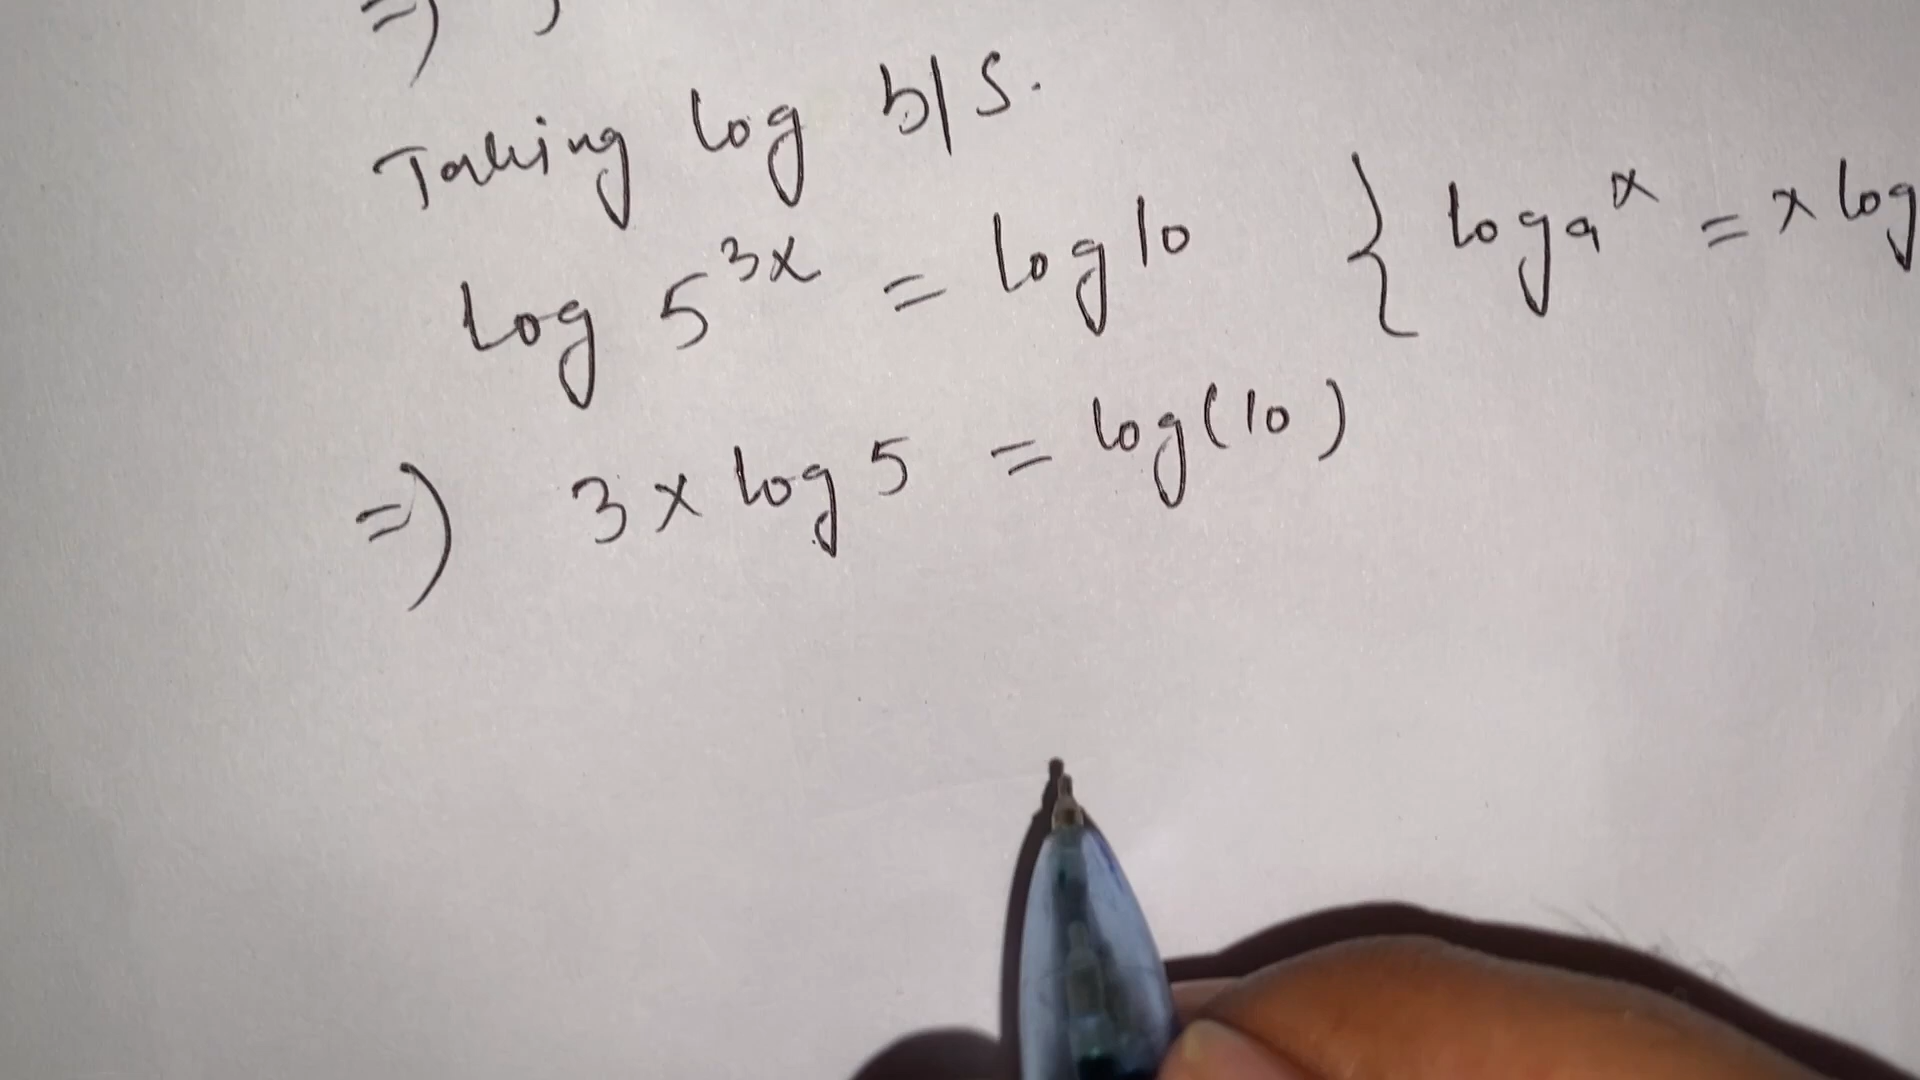 =>
Taking log b/s.
log 5^3x = log 10 { log a^x = x log
=> 3x log 5 = log(10)